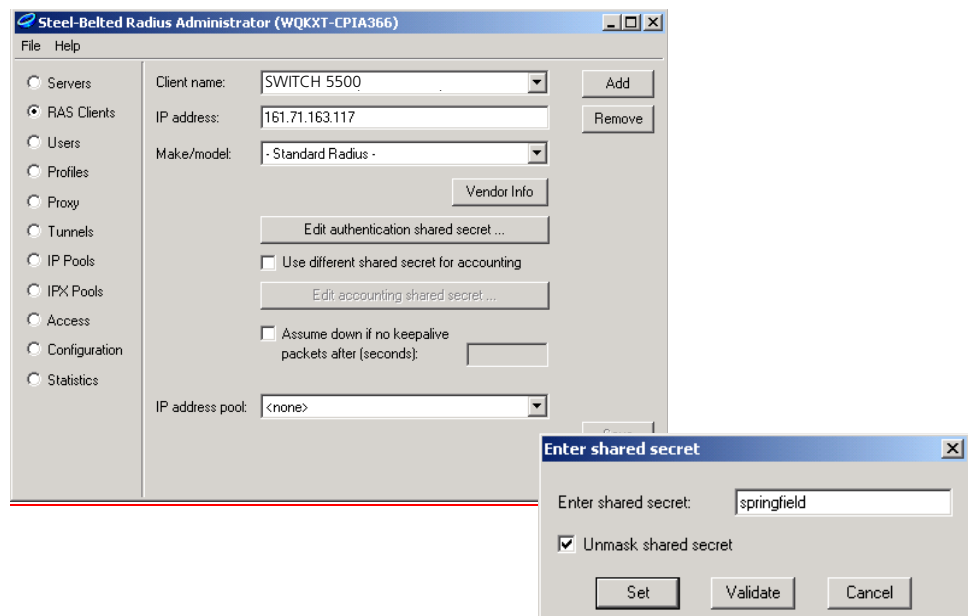 Steel-Belted Radius Administrator (WQKXT-CPIA366)
File Help
Servers
RAS Clients
Users
Profiles
Proxy
Tunnels
IP Pools
IPX Pools
Access
Configuration
Statistics
Client name: SWITCH 5500
IP address: 161.71.163.117
Make/model: - Standard Radius -
Vendor Info
Edit authentication shared secret ...
Use different shared secret for accounting
Edit accounting shared secret ...
Assume down if no keepalive
packets after (seconds):
IP address pool: <none>
Add
Remove
Enter shared secret
Enter shared secret: springfield
Unmask shared secret
Set Validate Cancel